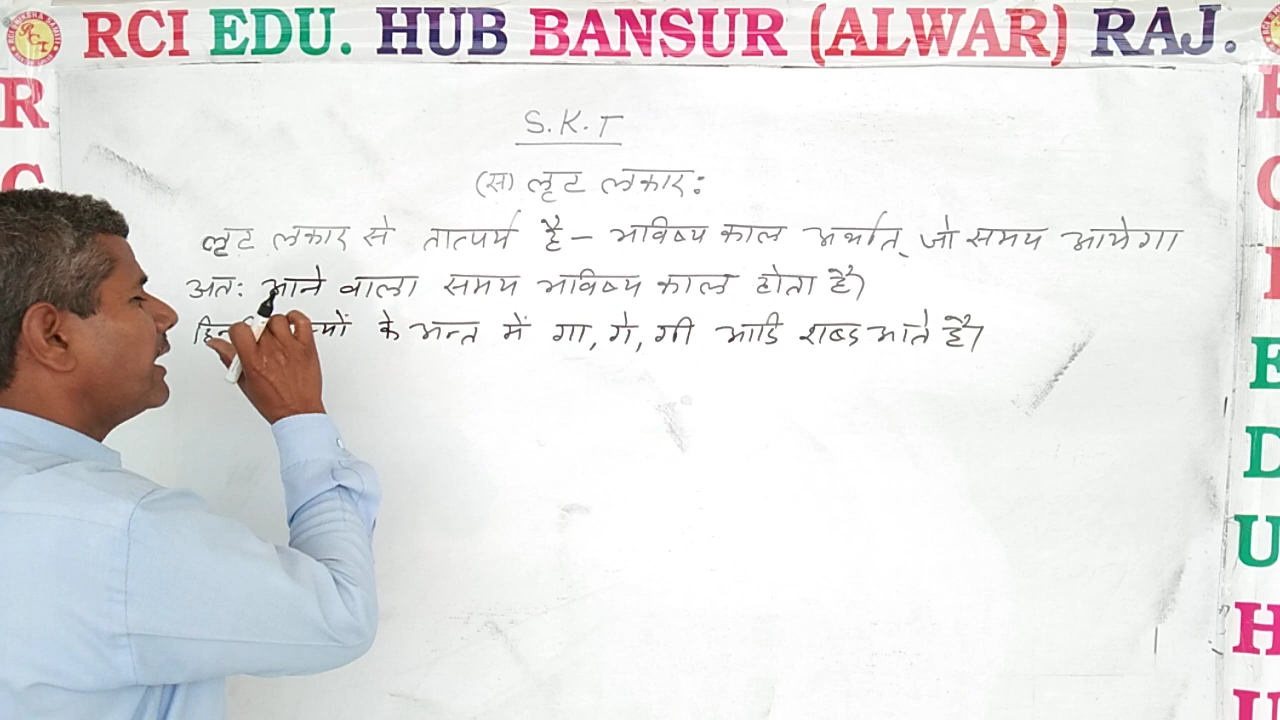 RCI EDU. HUB BANSUR (ALWAR) RAJ.
S.K.T
(स) लृट लकार:
लृट लकार से तात्पर्य है - भविष्य काल अर्थात् जो समय आयेगा
अतः आने वाला समय भविष्य काल होता है।
के अन्त में गा, गे, गी आदि शब्द आते हैं।
R
C
E
D
U
H
U